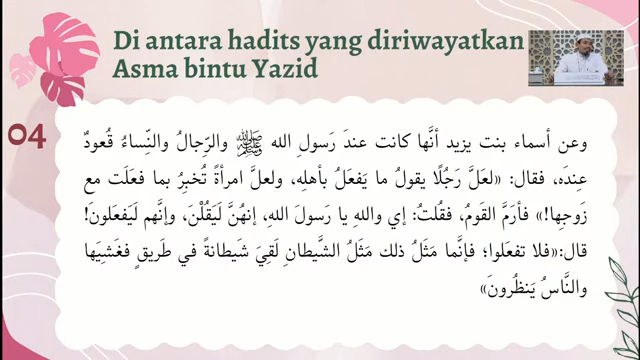 Di antara hadits yang diriwayatkan
Asma bintu Yazid
04
وعن أسماء بنت يزيد أنَّها كانت عندَ رَسولِ الله ﷺ والرِّجالُ والنِّساءُ قُعودٌ
عِندَه، فقال: «لعَلَّ رَجُلًا يقولُ ما يَفعَلُ بأهلِه، ولعلَّ امرأةً تُخبِرُ بما فعَلَت مع
زَوجِها!» فأرَمَّ القَومُ، فقُلتُ: إي واللهِ يا رَسولَ اللهِ، إنهُنَّ لَيَقُلْنَ، وإنَّهم لَيَفعَلونَ!
قال:«فلا تفعَلوا؛ فإنَّما مَثَلُ ذلك مَثَلُ الشَّيطانِ لَقِيَ شَيطانةً في طَريقٍ فغَشِيَها
والنَّاسُ يَنظُرونَ»